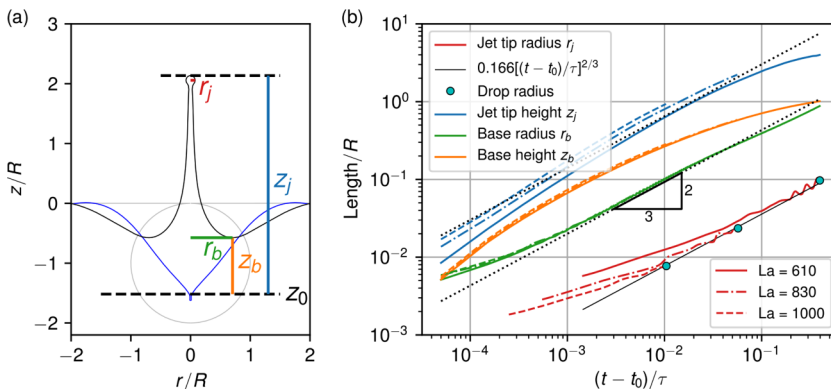 (a)
3
2
1
0
−1
−2
z/R
−2
−1
0
1
2
r/R
r_j
z_j
r_b
z_b
z_0
(b)
10^1
10^0
10^−1
10^−2
10^−3
Length/R
10^−4
10^−3
10^−2
10^−1
(t − t_0)/τ
Jet tip radius r_j
0.166[(t − t_0)/τ]^2/3
Drop radius
Jet tip height z_j
Base radius r_b
Base height z_b
2
3
La = 610
La = 830
La = 1000